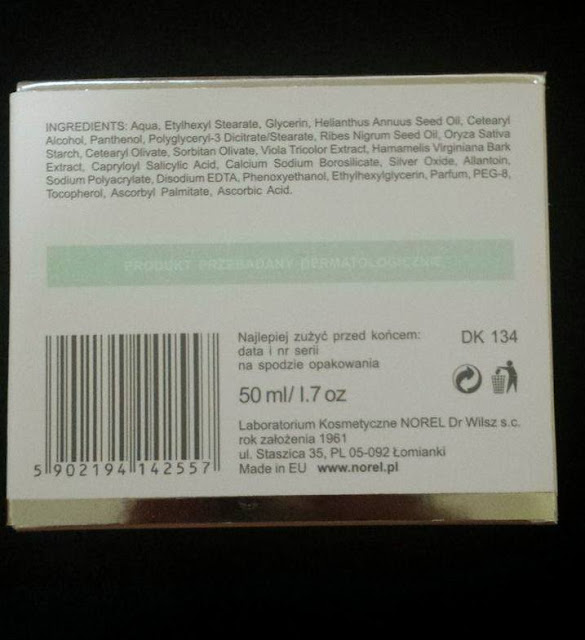 INGREDIENTS: Aqua, Etylhexyl Stearate, Glycerin, Helianthus Annuus Seed Oil, Cetearyl
Alcohol, Panthenol, Polyglyceryl-3 Dicitrate/Stearate, Ribes Nigrum Seed Oil, Oryza Sativa
Starch, Cetearyl Olivate, Sorbitan Olivate, Viola Tricolor Extract, Hamamelis Virginiana Bark
Extract, Capryloyl Salicylic Acid, Calcium Sodium Borosilicate, Silver Oxide, Allantoin,
Sodium Polyacrylate, Disodium EDTA, Phenoxyethanol, Ethylhexylglycerin, Parfum, PEG-8,
Tocopherol, Ascorbyl Palmitate, Ascorbic Acid.
PRODUKT PRZEBADANY DERMATOLOGICZNIE
Najlepiej zużyć przed końcem:
data i nr serii
na spodzie opakowania
DK 134
50 ml/ 1.7 oz
Laboratorium Kosmetyczne NOREL Dr Wilsz s.c.
rok założenia 1961
ul. Staszica 35, PL 05-092 Łomianki
Made in EU www.norel.pl
5 902194 142557